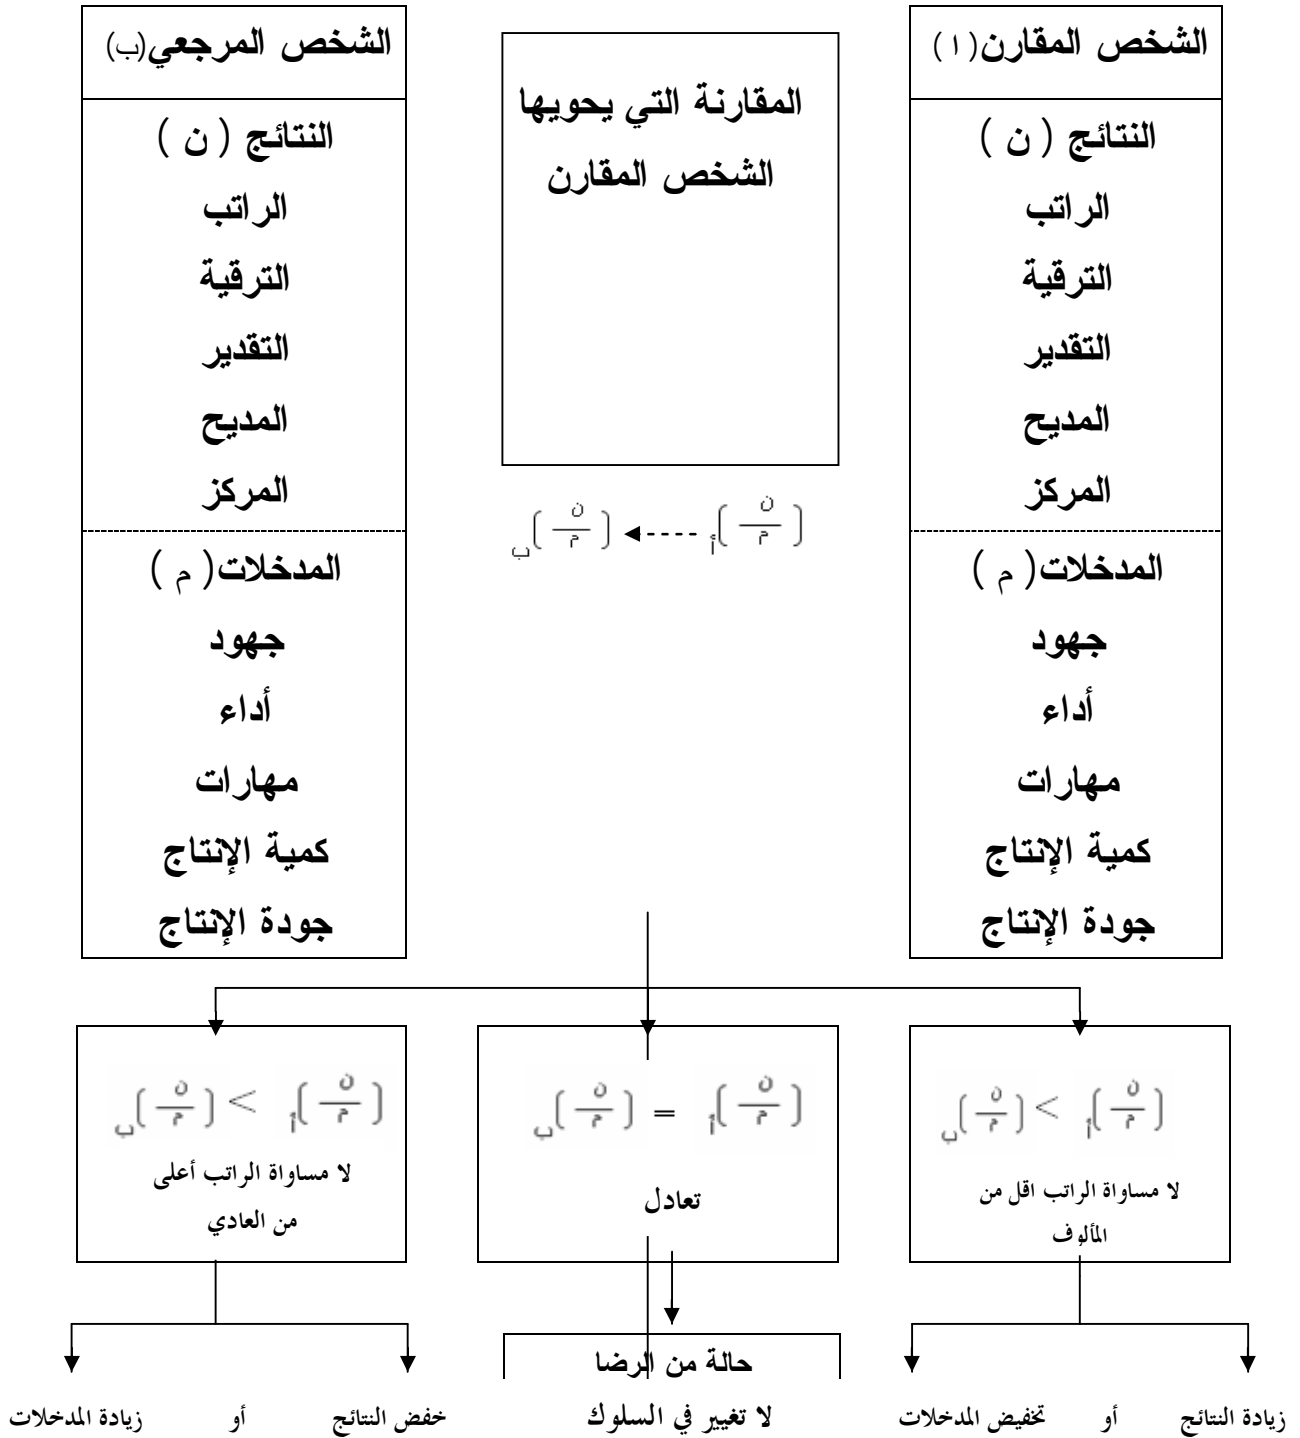 الشخص المقارن(١)
النتائج ( ن )
الراتب
الترقية
التقدير
المديح
المركز
المدخلات( م )
جهود
أداء
مهارات
كمية الإنتاج
جودة الإنتاج
المقارنة التي يحويها
الشخص المقارن
(ن/م)أ (ن/م)ب
الشخص المرجعي(ب)
النتائج ( ن )
الراتب
الترقية
التقدير
المديح
المركز
المدخلات( م )
جهود
أداء
مهارات
كمية الإنتاج
جودة الإنتاج
(ن/م)أ > (ن/م)ب
لا مساواة الراتب اقل من
المألوف
(ن/م)أ = (ن/م)ب
تعادل
(ن/م)أ > (ن/م)ب
لا مساواة الراتب أعلى
من العادي
زيادة النتائج أو تخفيض المدخلات
حالة من الرضا
لا تغيير في السلوك
خفض النتائج أو زيادة المدخلات